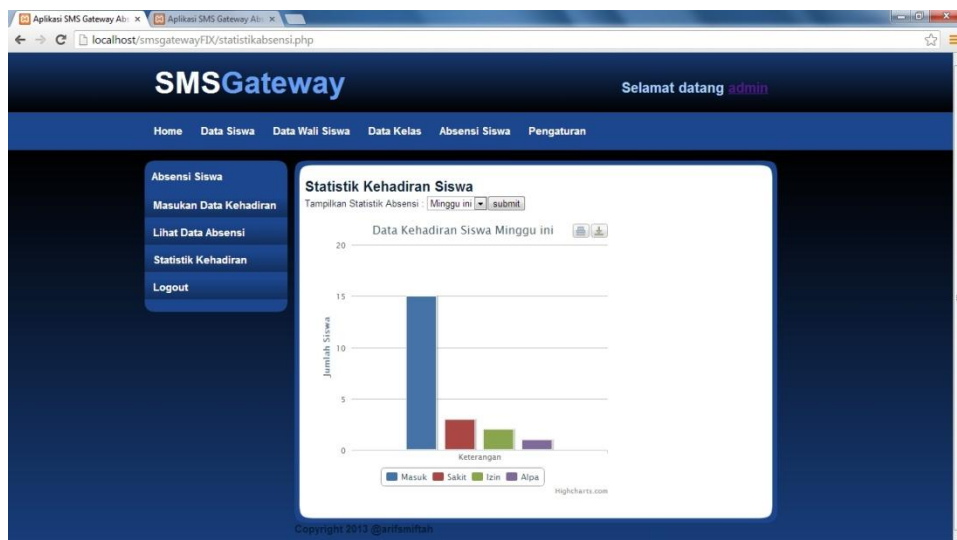 Aplikasi SMS Gateway Ab
Aplikasi SMS Gateway Ab
localhost/smsgatewayFIX/statistikabsensi.php
SMSGateway
Selamat datang admin
Home Data Siswa Data Wali Siswa Data Kelas Absensi Siswa Pengaturan
Absensi Siswa
Masukan Data Kehadiran
Lihat Data Absensi
Statistik Kehadiran
Logout
Statistik Kehadiran Siswa
Tampilkan Statistik Absensi : Minggu ini submit
Data Kehadiran Siswa Minggu ini
20
15
10
5
0
Jumlah Siswa
Keterangan
Masuk Sakit Izin Alpa
Highcharts.com
Copyright 2013 @arifsmiftah